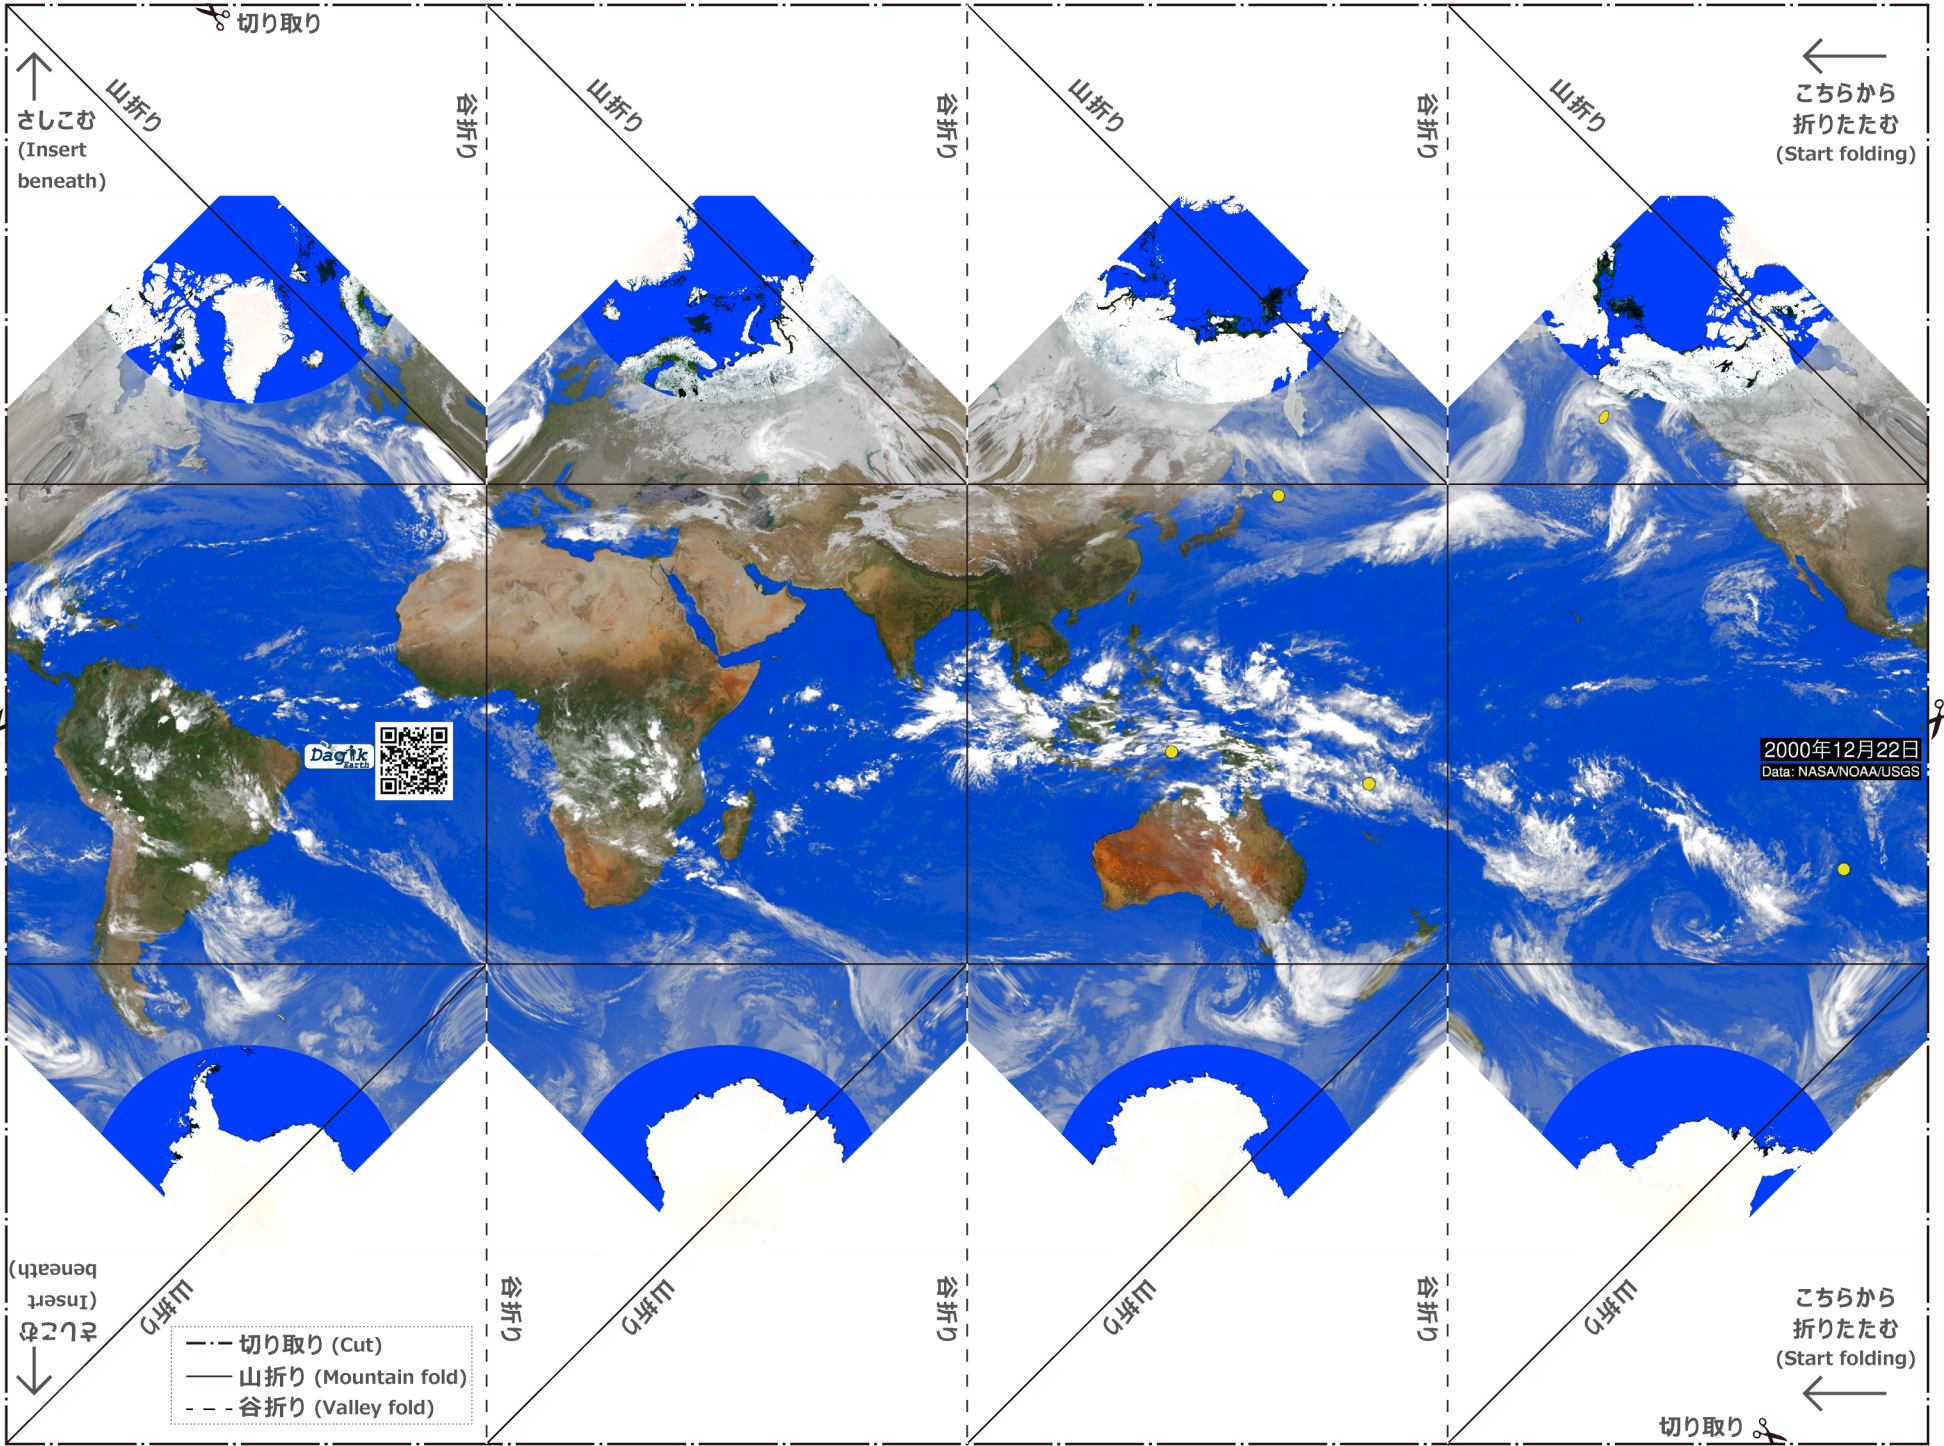 切り取り
山折り
谷折り
山折り
谷折り
山折り
谷折り
山折り
さしこむ
(Insert
beneath)
こちらから
折りたたむ
(Start folding)
Dagik
Earth
2000年12月22日
Data: NASA/NOAA/USGS
さしこむ
(Insert
beneath)
山折り
谷折り
山折り
谷折り
山折り
谷折り
山折り
こちらから
折りたたむ
(Start folding)
切り取り (Cut)
山折り (Mountain fold)
谷折り (Valley fold)
切り取り